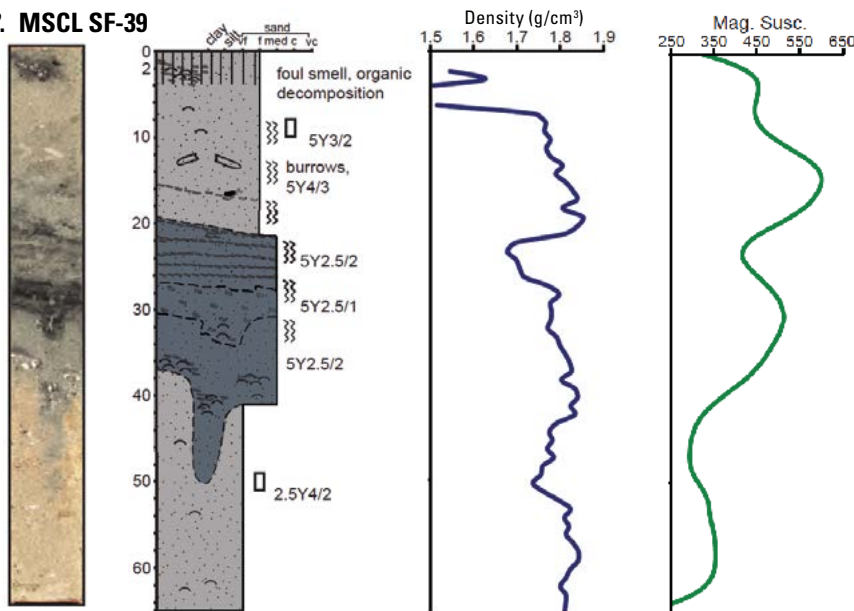 MSCL SF-39
clay
silt
sand
vf f med c vc
0
2
10
20
30
40
50
60
foul smell, organic
decomposition
5Y3/2
burrows,
5Y4/3
5Y2.5/2
5Y2.5/1
5Y2.5/2
2.5Y4/2
Density (g/cm³)
1.5 1.6 1.7 1.8 1.9
Mag. Susc.
250 350 450 550 650